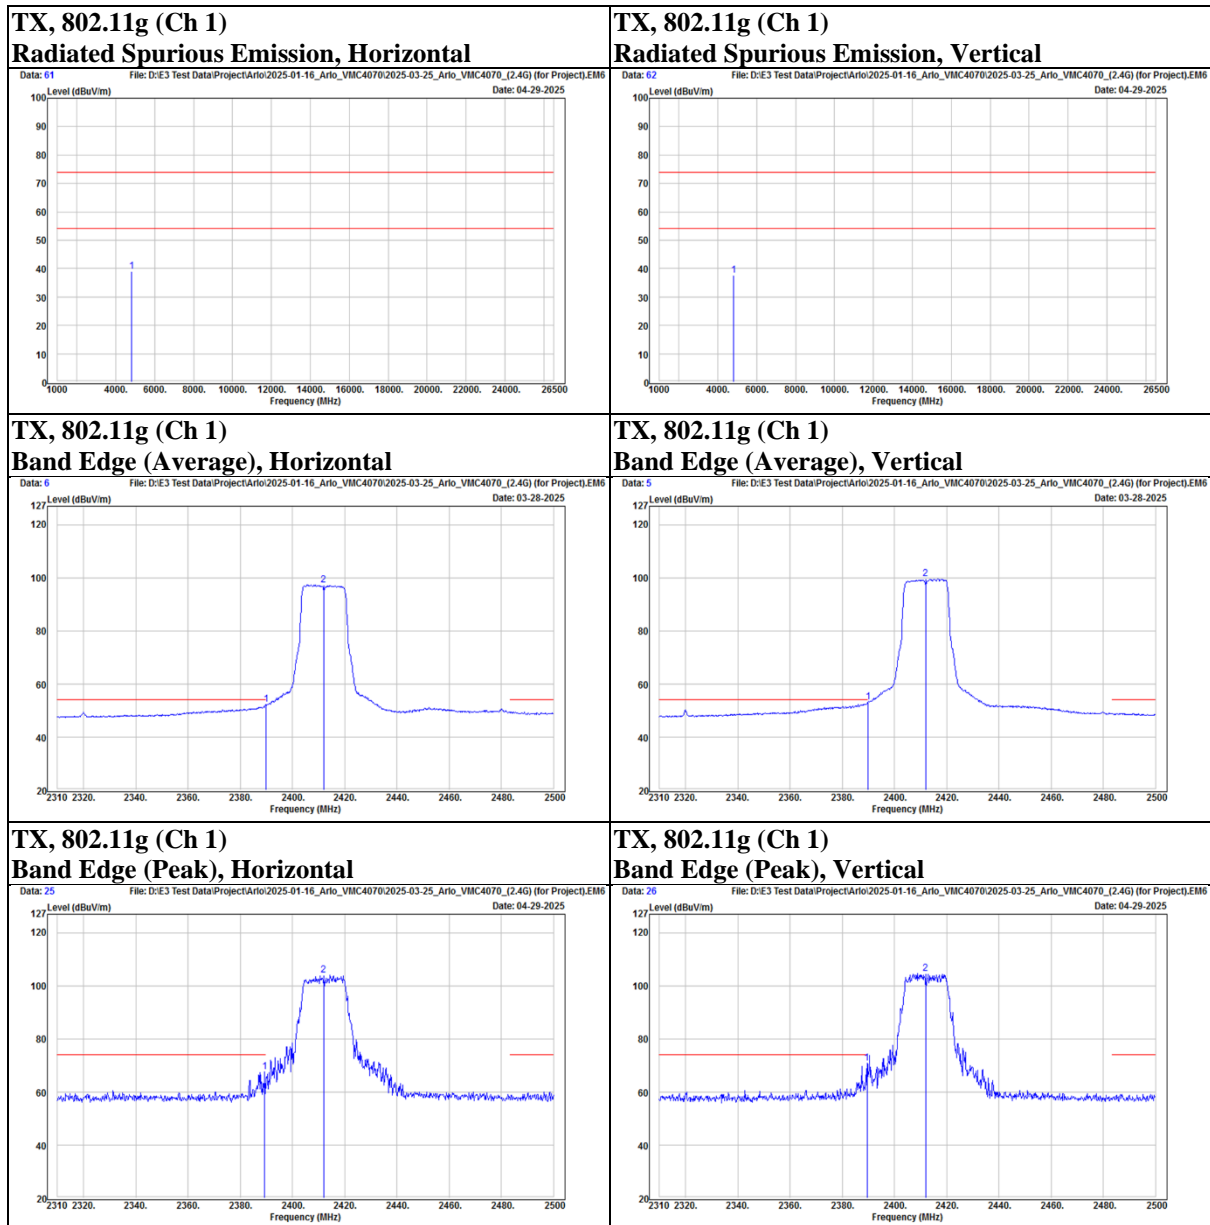 TX, 802.11g (Ch 1)
Radiated Spurious Emission, Horizontal
Data: 61 File: D:\E3 Test Data\Project\Arlo\2025-01-16_Arlo_VMC4070\2025-03-25_Arlo_VMC4070_(2.4G) (for Project).EM6
Level (dBuV/m) Date: 04-29-2025
100
90
80
70
60
50
40
30
20
10
0
1
1000 4000. 6000. 8000. 10000. 12000. 14000. 16000. 18000. 20000. 22000. 24000. 26500
Frequency (MHz)
TX, 802.11g (Ch 1)
Radiated Spurious Emission, Vertical
Data: 62 File: D:\E3 Test Data\Project\Arlo\2025-01-16_Arlo_VMC4070\2025-03-25_Arlo_VMC4070_(2.4G) (for Project).EM6
Level (dBuV/m) Date: 04-29-2025
100
90
80
70
60
50
40
30
20
10
0
1
1000 4000. 6000. 8000. 10000. 12000. 14000. 16000. 18000. 20000. 22000. 24000. 26500
Frequency (MHz)
TX, 802.11g (Ch 1)
Band Edge (Average), Horizontal
Data: 6 File: D:\E3 Test Data\Project\Arlo\2025-01-16_Arlo_VMC4070\2025-03-25_Arlo_VMC4070_(2.4G) (for Project).EM6
127 Level (dBuV/m) Date: 03-28-2025
120
100
80
60
40
20
1
2
2310 2320. 2340. 2360. 2380. 2400. 2420. 2440. 2460. 2480. 2500
Frequency (MHz)
TX, 802.11g (Ch 1)
Band Edge (Average), Vertical
Data: 5 File: D:\E3 Test Data\Project\Arlo\2025-01-16_Arlo_VMC4070\2025-03-25_Arlo_VMC4070_(2.4G) (for Project).EM6
127 Level (dBuV/m) Date: 03-28-2025
120
100
80
60
40
20
1
2
2310 2320. 2340. 2360. 2380. 2400. 2420. 2440. 2460. 2480. 2500
Frequency (MHz)
TX, 802.11g (Ch 1)
Band Edge (Peak), Horizontal
Data: 25 File: D:\E3 Test Data\Project\Arlo\2025-01-16_Arlo_VMC4070\2025-03-25_Arlo_VMC4070_(2.4G) (for Project).EM6
127 Level (dBuV/m) Date: 04-29-2025
120
100
80
60
40
20
1
2
2310 2320. 2340. 2360. 2380. 2400. 2420. 2440. 2460. 2480. 2500
Frequency (MHz)
TX, 802.11g (Ch 1)
Band Edge (Peak), Vertical
Data: 26 File: D:\E3 Test Data\Project\Arlo\2025-01-16_Arlo_VMC4070\2025-03-25_Arlo_VMC4070_(2.4G) (for Project).EM6
127 Level (dBuV/m) Date: 04-29-2025
120
100
80
60
40
20
1
2
2310 2320. 2340. 2360. 2380. 2400. 2420. 2440. 2460. 2480. 2500
Frequency (MHz)